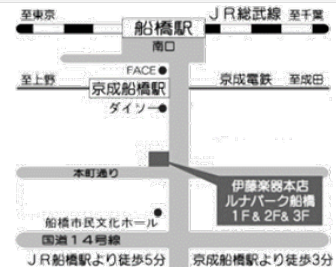 至東京
船橋駅
JR総武線 至千葉
南口
FACE●
至上野
京成船橋駅
京成電鉄 至成田
ダイソー●
本町通り
伊藤楽器本店
ルナパーク船橋
1F& 2F& 3F
船橋市民文化ホール
国道14号線
JR船橋駅より徒歩5分 京成船橋駅より徒歩3分